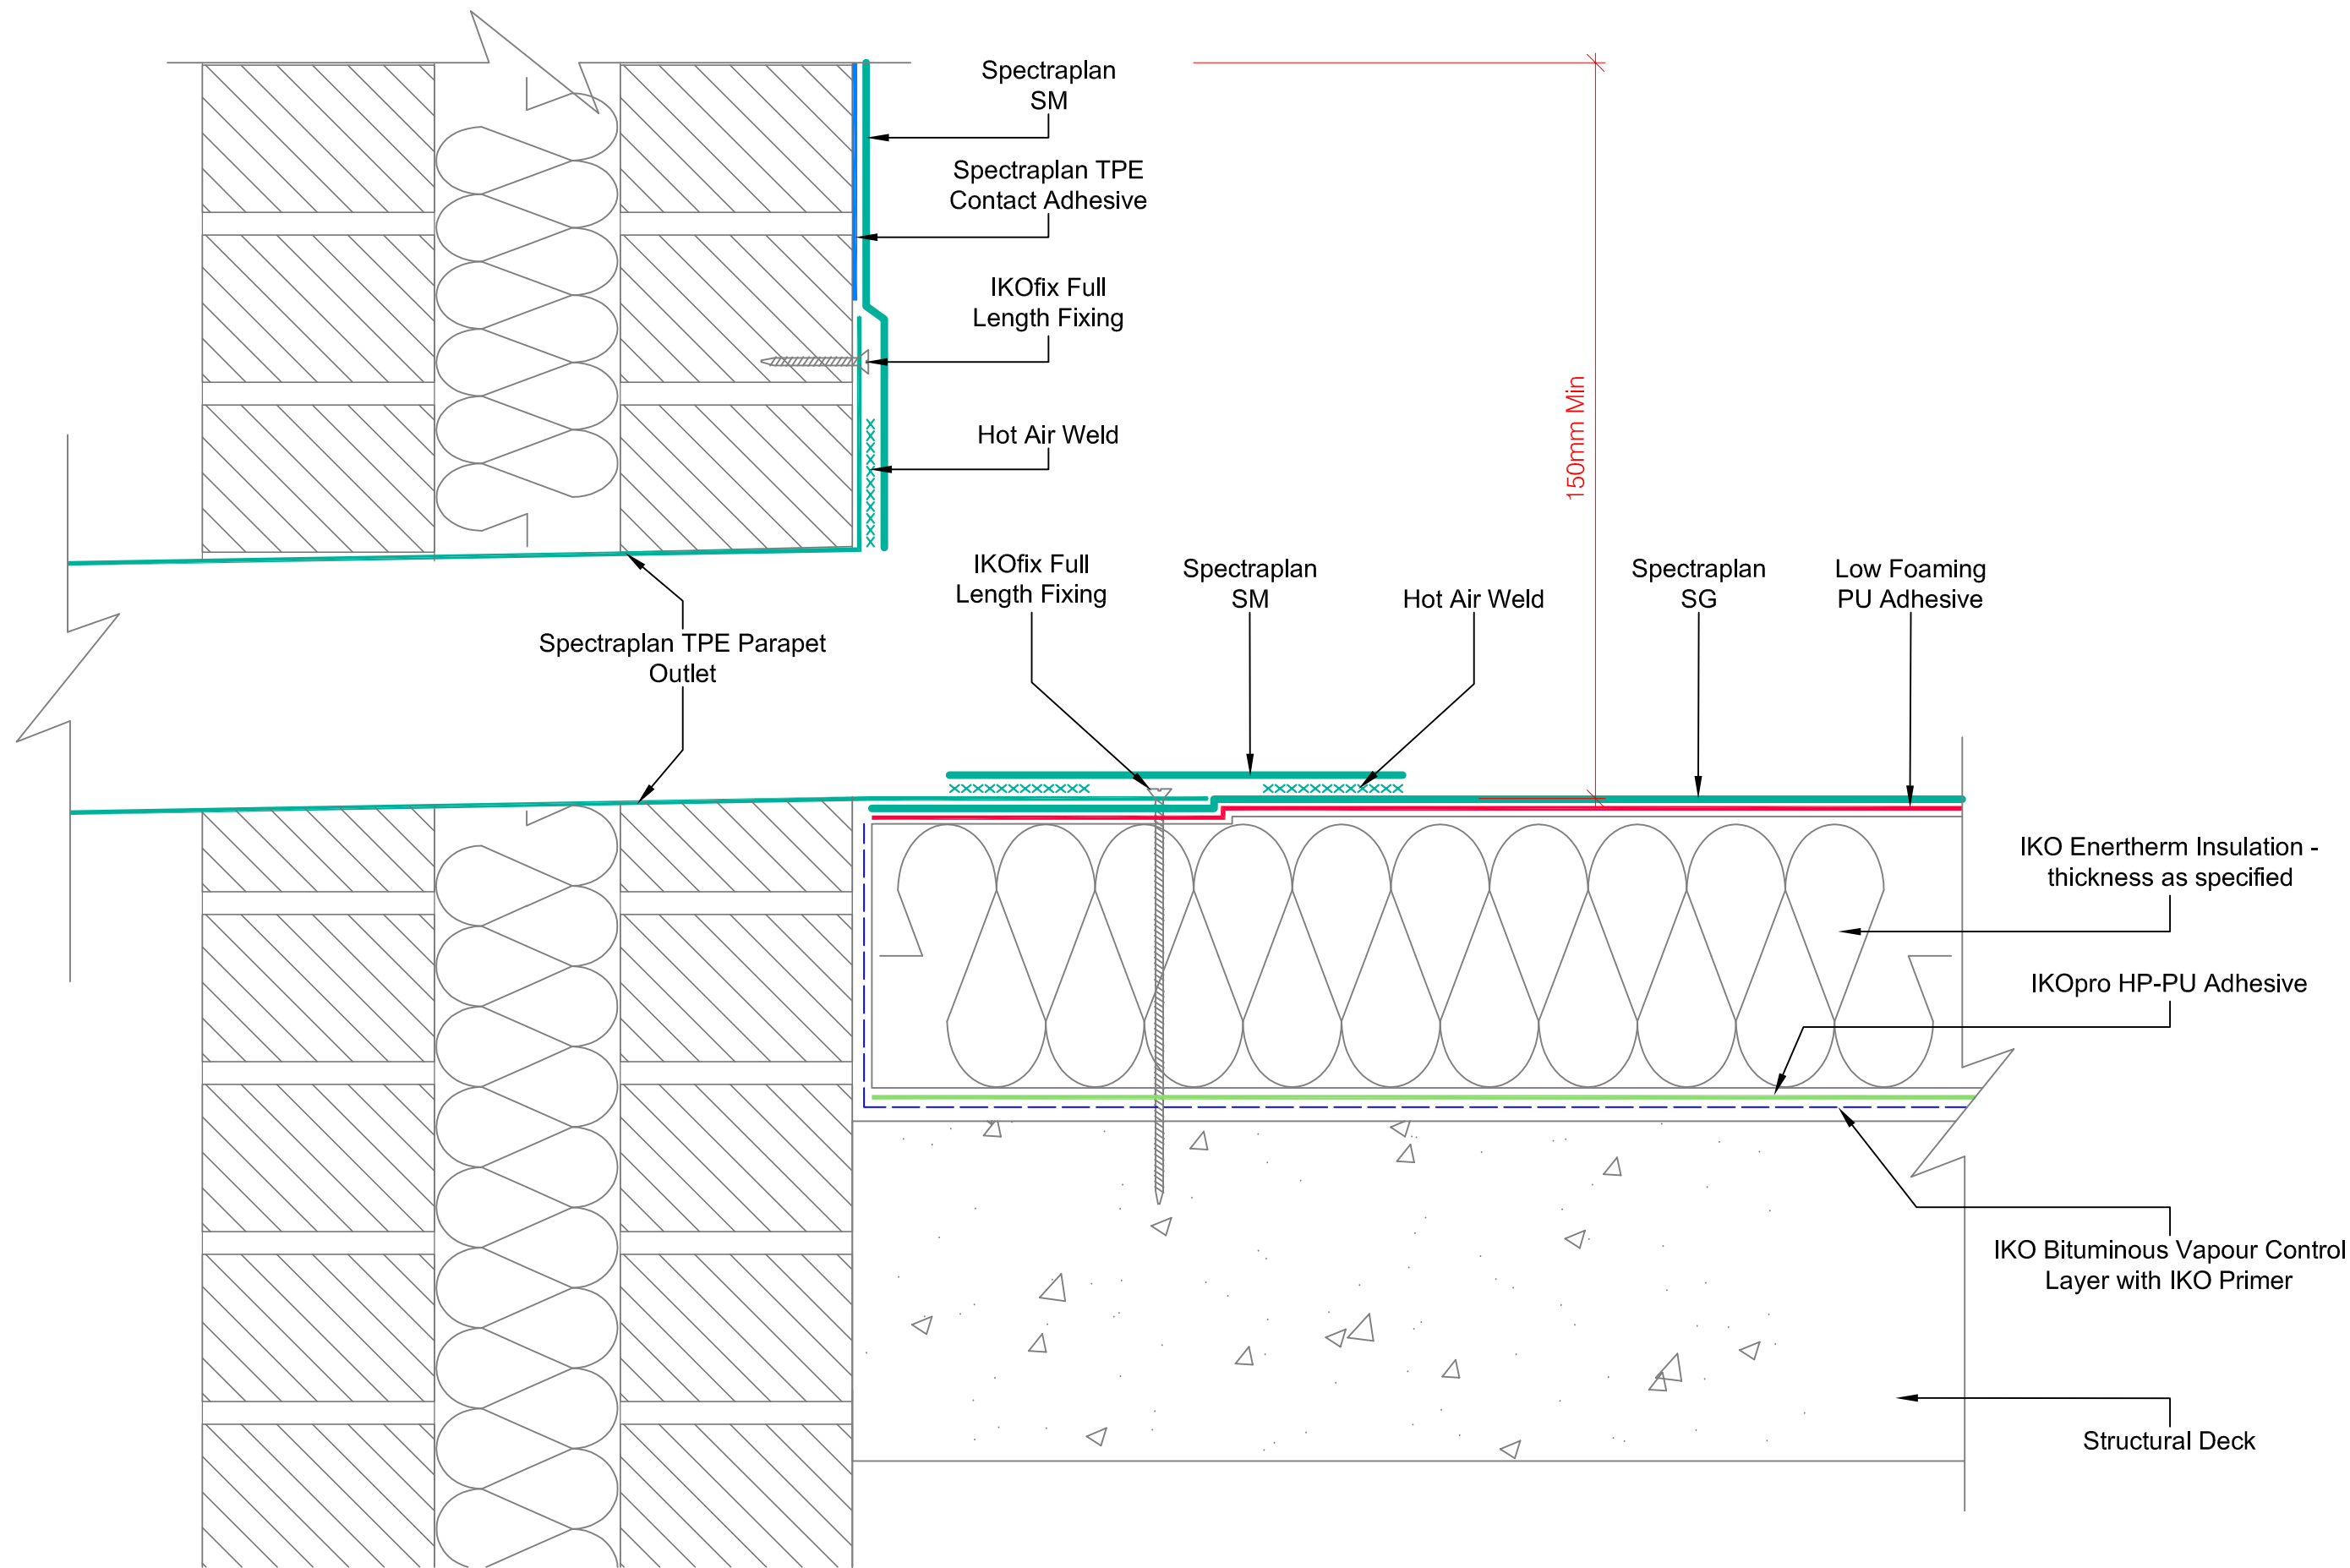 Spectraplan
SM
Spectraplan TPE
Contact Adhesive
IKOfix Full
Length Fixing
Hot Air Weld
150mm Min
IKOfix Full
Length Fixing
Spectraplan
SM
Hot Air Weld
Spectraplan
SG
Low Foaming
PU Adhesive
Spectraplan TPE Parapet
Outlet
IKO Enertherm Insulation -
thickness as specified
IKOpro HP-PU Adhesive
IKO Bituminous Vapour Control
Layer with IKO Primer
Structural Deck